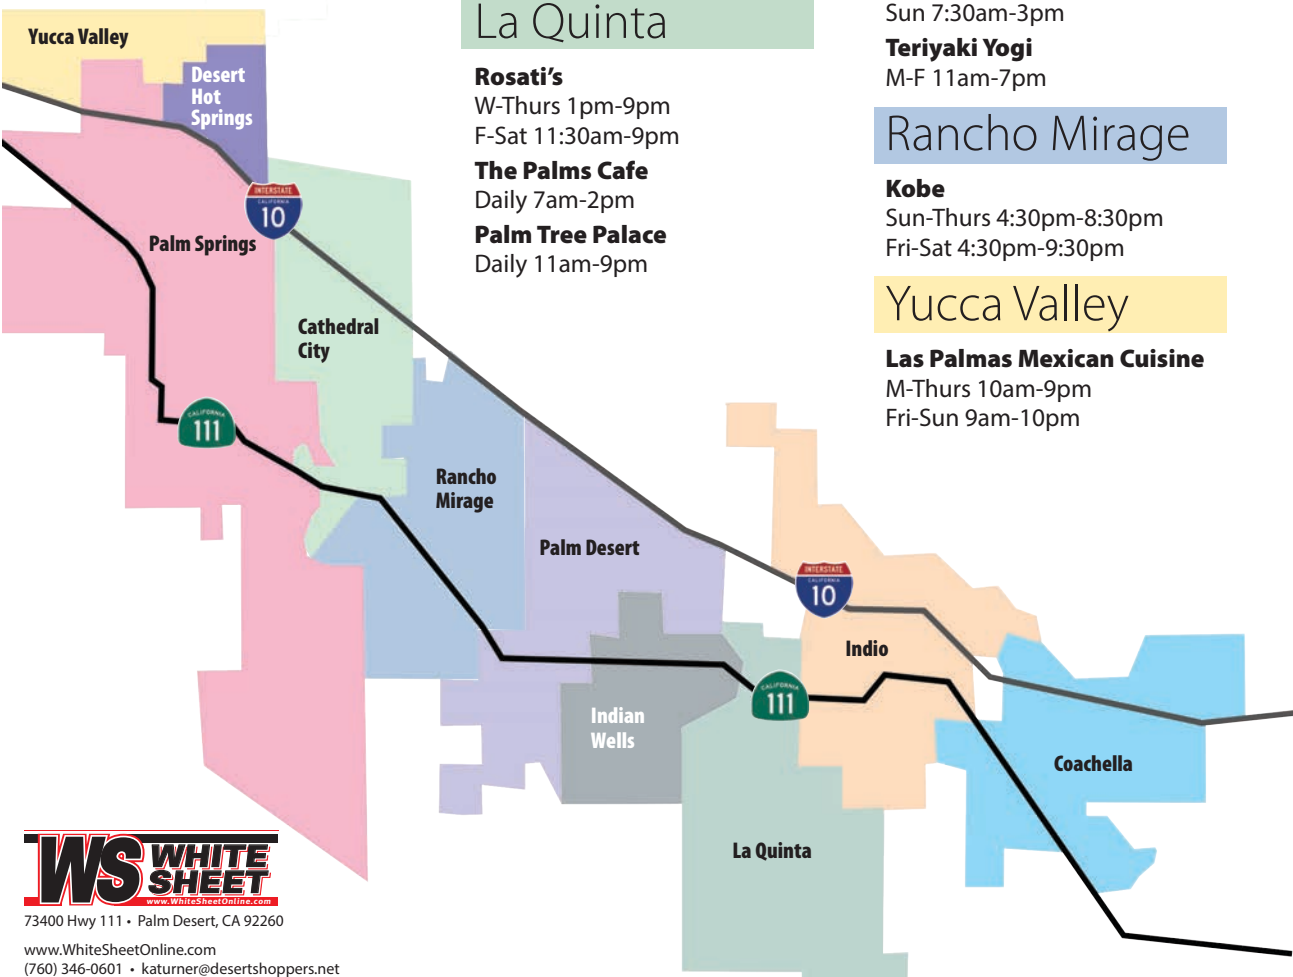 La Quinta
Rosati's
W-Thurs 1pm-9pm
F-Sat 11:30am-9pm
The Palms Cafe
Daily 7am-2pm
Palm Tree Palace
Daily 11am-9pm
Sun 7:30am-3pm
Teriyaki Yogi
M-F 11am-7pm
Rancho Mirage
Kobe
Sun-Thurs 4:30pm-8:30pm
Fri-Sat 4:30pm-9:30pm
Yucca Valley
Las Palmas Mexican Cuisine
M-Thurs 10am-9pm
Fri-Sun 9am-10pm
Yucca Valley
Desert
Hot
Springs
INTERSTATE
CALIFORNIA
10
Palm Springs
Cathedral
City
CALIFORNIA
111
Rancho
Mirage
Palm Desert
INTERSTATE
CALIFORNIA
10
Indio
CALIFORNIA
111
Indian
Wells
Coachella
La Quinta
WS WHITE
SHEET
www.WhiteSheetOnline.com
73400 Hwy 111 • Palm Desert, CA 92260
www.WhiteSheetOnline.com
(760) 346-0601 • katurner@desertshoppers.net